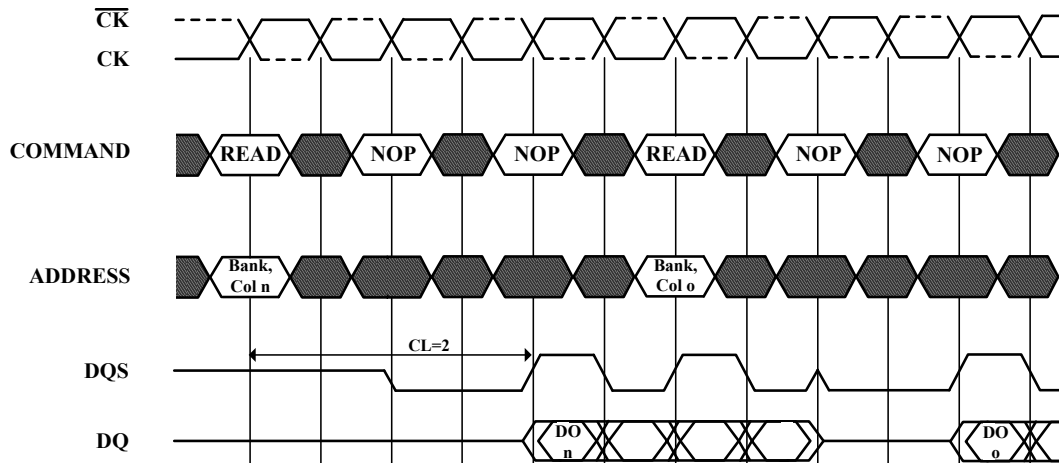 CK
CK
COMMAND READ NOP NOP READ NOP NOP
ADDRESS Bank, Col n Bank, Col o
CL=2
DQS
DQ DO n DO o